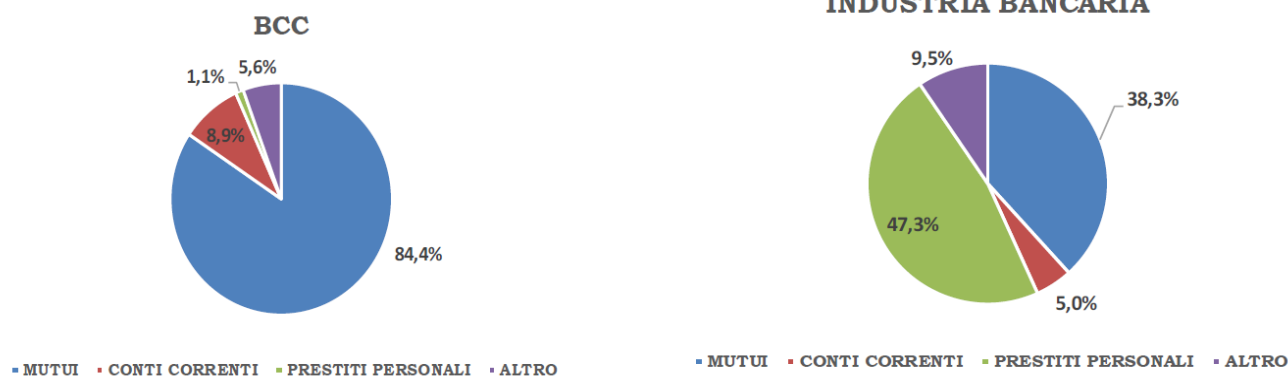 BCC
1,1%
5,6%
8,9%
84,4%
MUTUI CONTI CORRENTI PRESTITI PERSONALI ALTRO
INDUSTRIA BANCARIA
9,5%
38,3%
47,3%
5,0%
MUTUI CONTI CORRENTI PRESTITI PERSONALI ALTRO